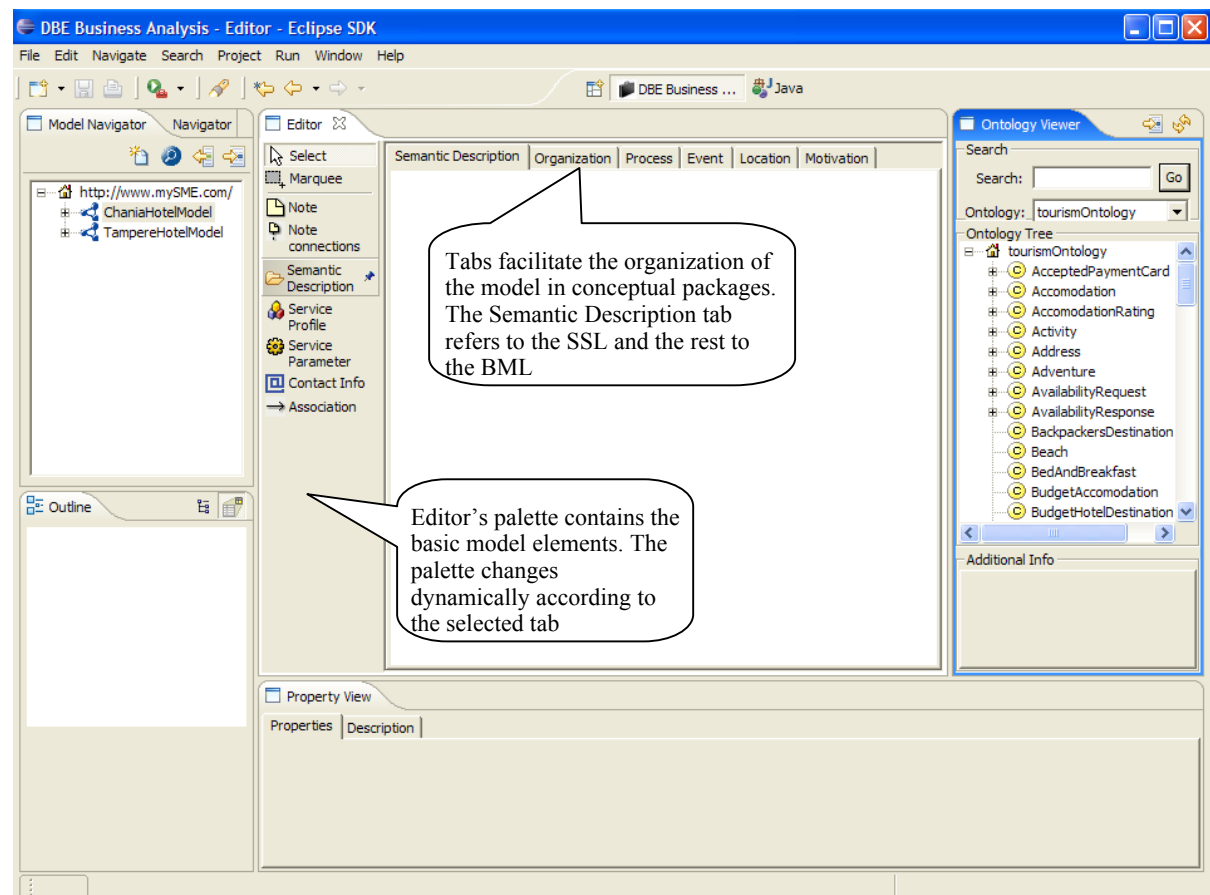 DBE Business Analysis - Editor - Eclipse SDK
File Edit Navigate Search Project Run Window Help
DBE Business ... Java
Model Navigator Navigator
http://www.mySME.com/
ChaniaHotelModel
TampereHotelModel
Outline
Editor
Select
Marquee
Note
Note
connections
Semantic
Description
Service
Profile
Service
Parameter
Contact Info
Association
Semantic Description Organization Process Event Location Motivation
Tabs facilitate the organization of
the model in conceptual packages.
The Semantic Description tab
refers to the SSL and the rest to
the BML
Editor's palette contains the
basic model elements. The
palette changes
dynamically according to
the selected tab
Property View
Properties Description
Ontology Viewer
Search
Search: Go
Ontology: tourismOntology
Ontology Tree
tourismOntology
C AcceptedPaymentCard
C Accomodation
C AccomodationRating
C Activity
C Address
C Adventure
C AvailabilityRequest
C AvailabilityResponse
C BackpackersDestination
C Beach
C BedAndBreakfast
C BudgetAccomodation
C BudgetHotelDestination
Additional Info